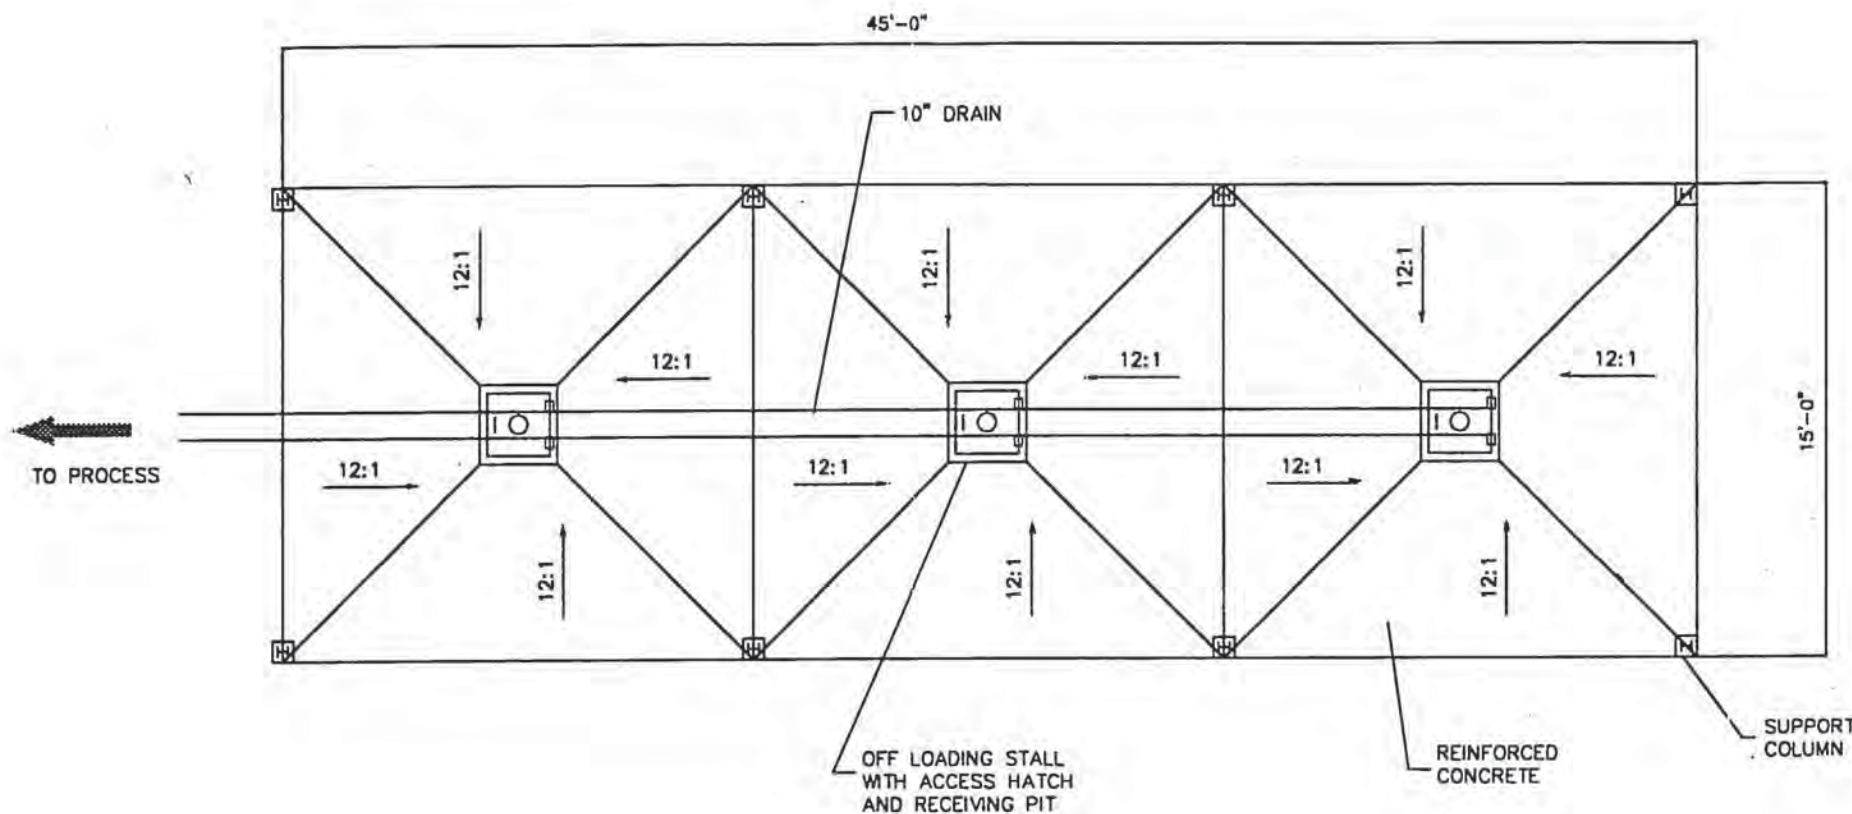 45'-0"
10" DRAIN
12:1
12:1
12:1
12:1
12:1
12:1
15'-0"
TO PROCESS
12:1
12:1
12:1
12:1
12:1
12:1
OFF LOADING STALL
WITH ACCESS HATCH
AND RECEIVING PIT
REINFORCED
CONCRETE
SUPPORT
COLUMN